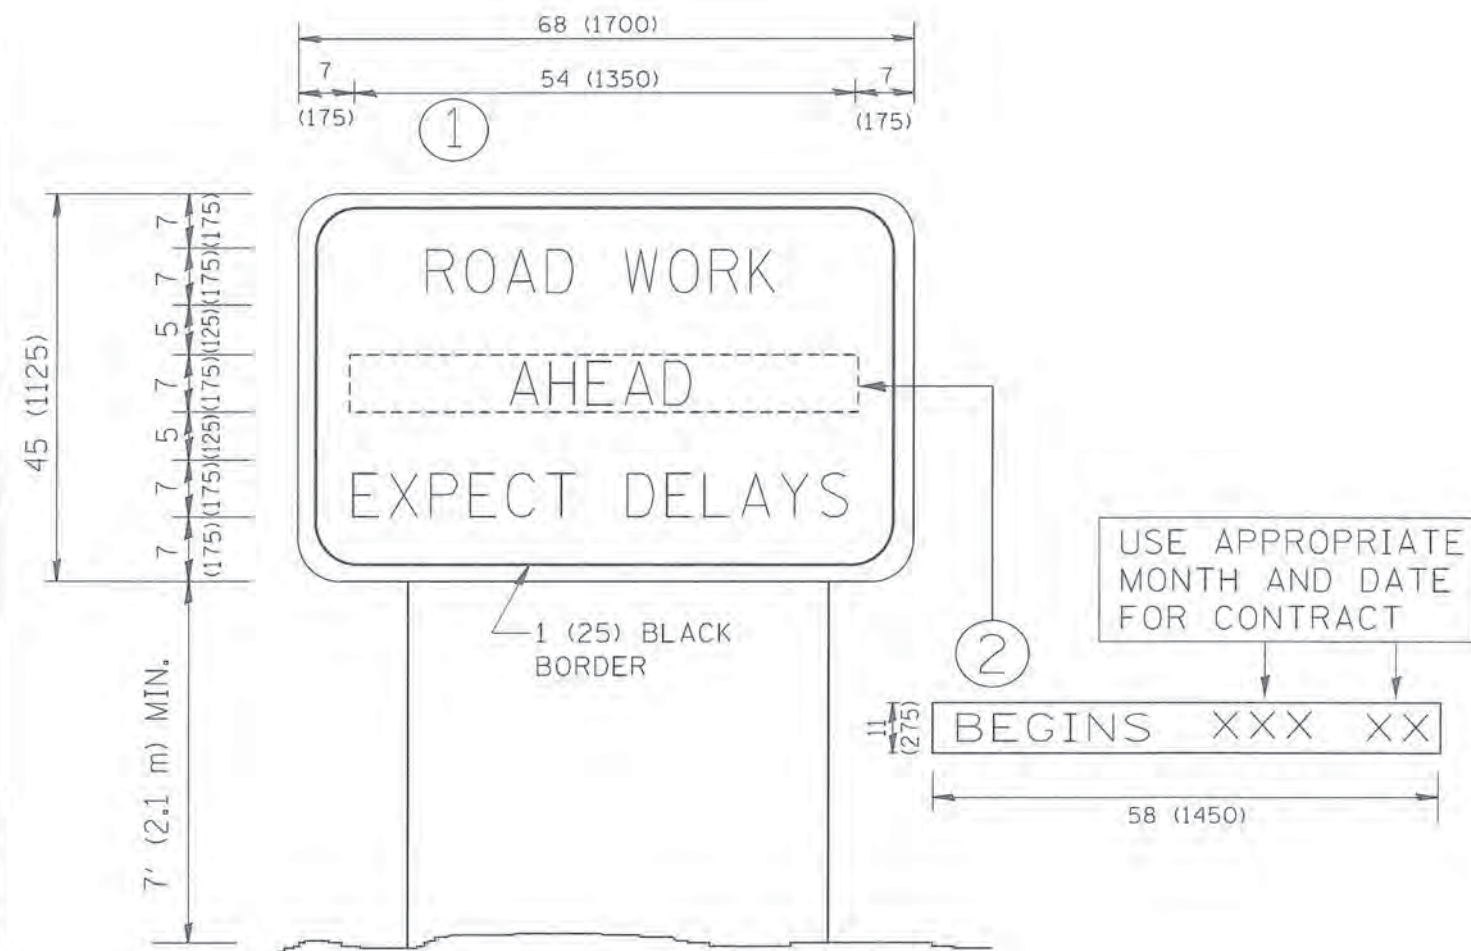 68 (1700)
7
54 (1350)
7
(175)
(175)
1
45 (1125)
7
(175)
7
(175)
5
(125)
7
(175)
5
(125)
7
(175)
7
(175)
ROAD WORK
AHEAD
EXPECT DELAYS
1 (25) BLACK
BORDER
7' (2.1 m) MIN.
2
USE APPROPRIATE
MONTH AND DATE
FOR CONTRACT
11
(275)
BEGINS XXX XX
58 (1450)